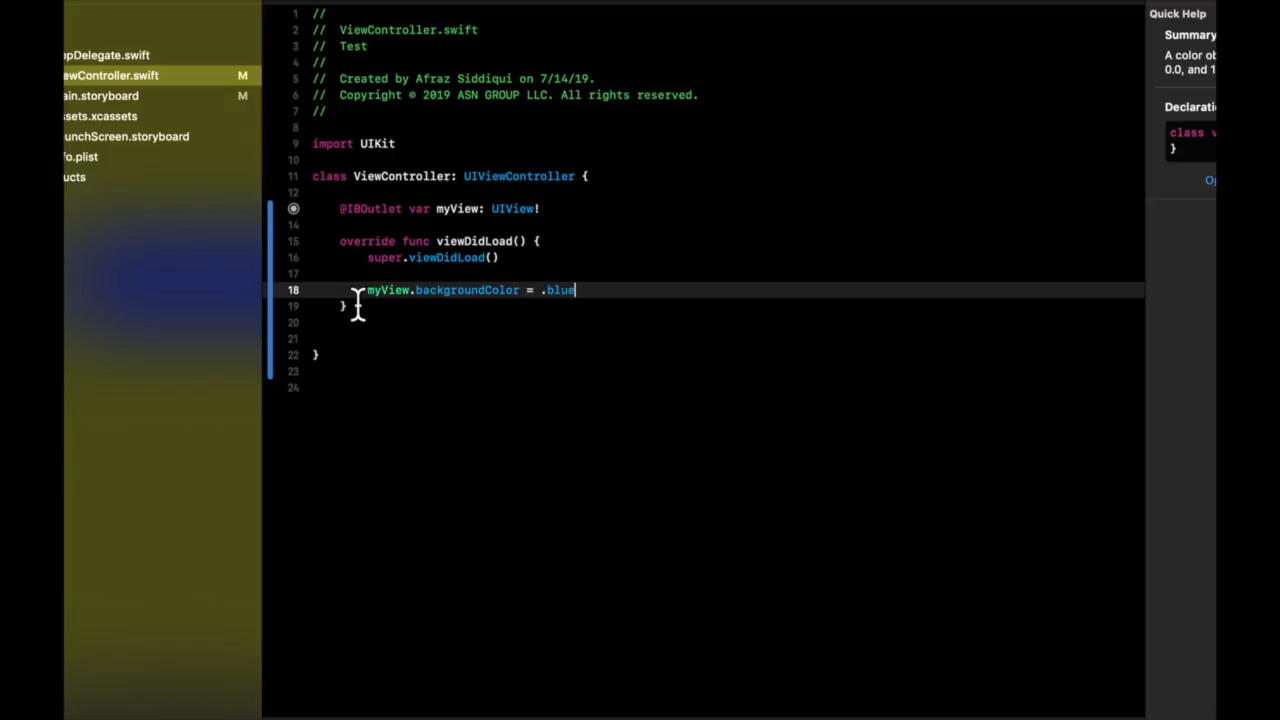 ppDelegate.swift
ewController.swift M
ain.storyboard M
ssets.xcassets
unchScreen.storyboard
fo.plist
ucts
1 //
2 // ViewController.swift
3 // Test
4 //
5 // Created by Afraz Siddiqui on 7/14/19.
6 // Copyright © 2019 ASN GROUP LLC. All rights reserved.
7 //
8
9 import UIKit
10
11 class ViewController: UIViewController {
12
@IBOutlet var myView: UIView!
14
15 override func viewDidLoad() {
16 super.viewDidLoad()
17
18 myView.backgroundColor = .blue
19 }
20
21
22 }
23
24
Quick Help
Summary
A color ob
0.0, and 1
Declarati
class v
}
Op